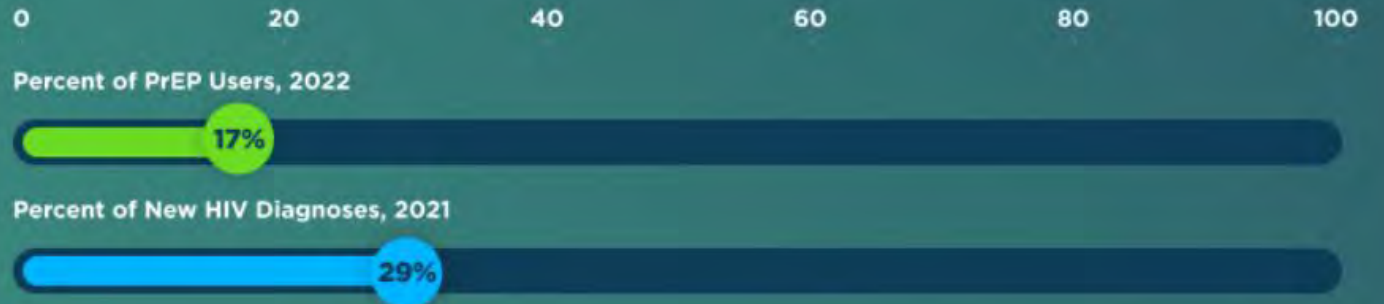 0 20 40 60 80 100
Percent of PrEP Users, 2022
17%
Percent of New HIV Diagnoses, 2021
29%